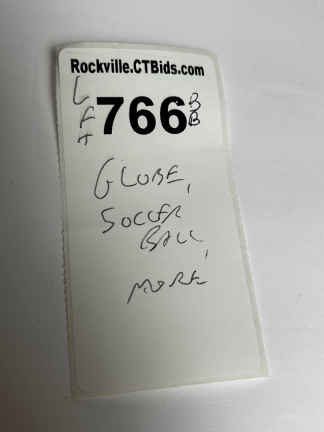 Rockville.CTBids.com
766
GLOBE,
SOCCER
BALL,
MORE